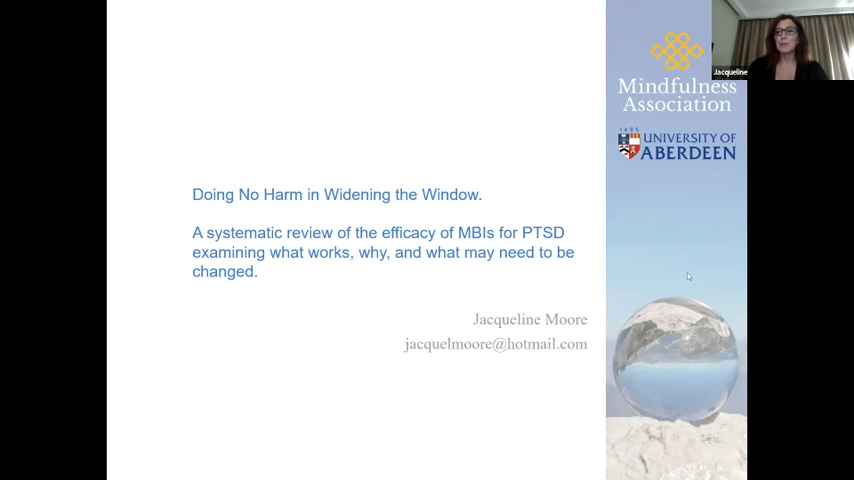 Jacqueline
Mindfulness
Association
1495
UNIVERSITY OF
ABERDEEN
Doing No Harm in Widening the Window.
A systematic review of the efficacy of MBIs for PTSD
examining what works, why, and what may need to be
changed.
Jacqueline Moore
jacquelmoore@hotmail.com